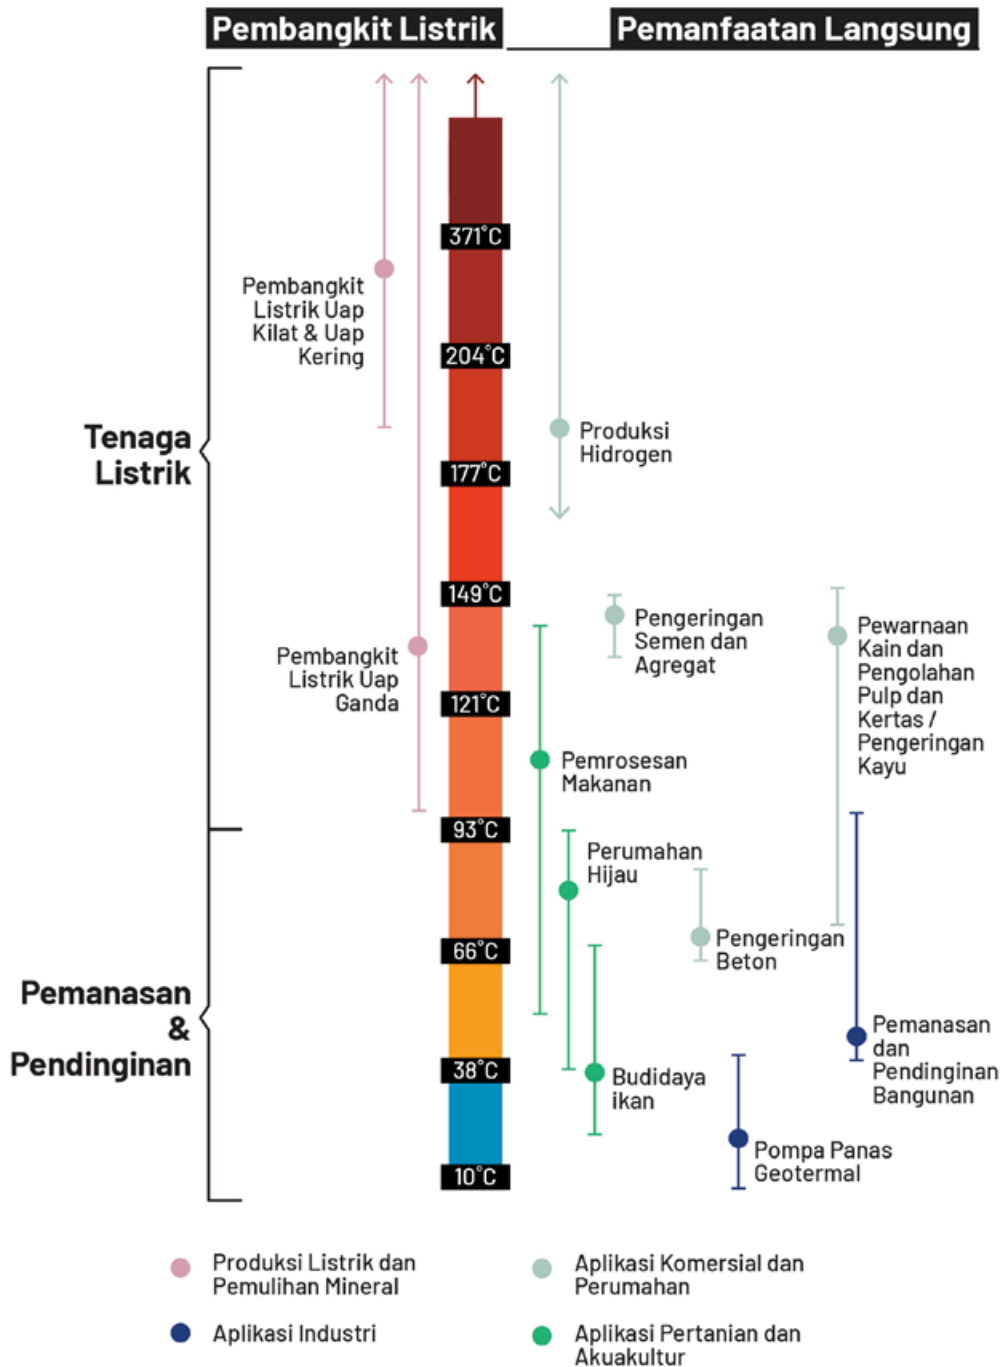 Pembangkit Listrik
Pemanfaatan Langsung
371°C
Pembangkit
Listrik Uap
Kilat & Uap
Kering
204°C
Tenaga
Listrik
Produksi
Hidrogen
177°C
149°C
Pengeringan
Semen dan
Agregat
Pewarnaan
Kain dan
Pengolahan
Pulp dan
Kertas /
Pengeringan
Kayu
Pembangkit
Listrik Uap
Ganda
121°C
Pemrosesan
Makanan
93°C
Perumahan
Hijau
66°C
Pengeringan
Beton
Pemanasan
&
Pendinginan
Pemanasan
dan
Pendinginan
Bangunan
38°C
Budidaya
ikan
Pompa Panas
Geotermal
10°C
Produksi Listrik dan
Pemulihan Mineral
Aplikasi Komersial dan
Perumahan
Aplikasi Industri
Aplikasi Pertanian dan
Akuakultur